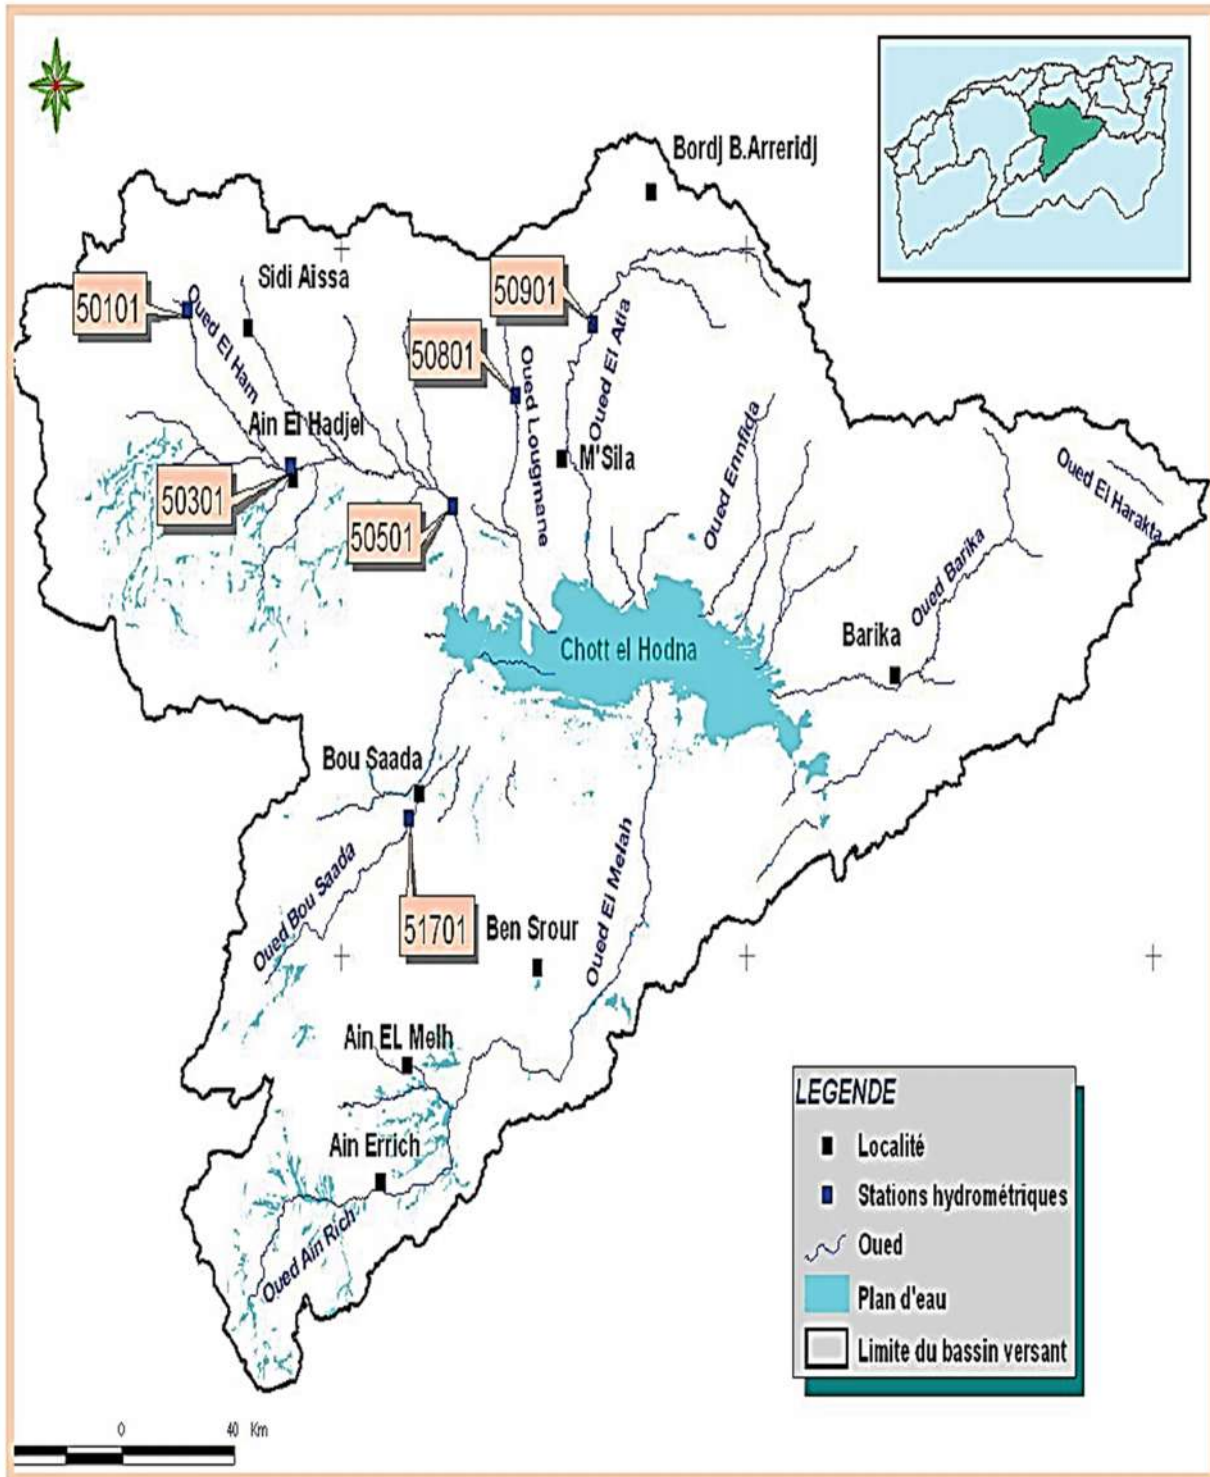 Bordj B.Arreridj
Sidi Aissa
50101
50901
Oued El Ham
50801
Oued El Atia
Oued Lougmane
Ain El Hadjel
M'Sila
Oued Ennfida
Oued El Harakta
50301
50501
Oued Barika
Barika
Chott el Hodna
Bou Saada
Oued Bou Saada
51701
Ben Srour
Oued El Melah
Ain EL Melh
Ain Errich
Oued Ain Rich
LEGENDE
Localité
Stations hydrométriques
Oued
Plan d'eau
Limite du bassin versant
0 40 Km